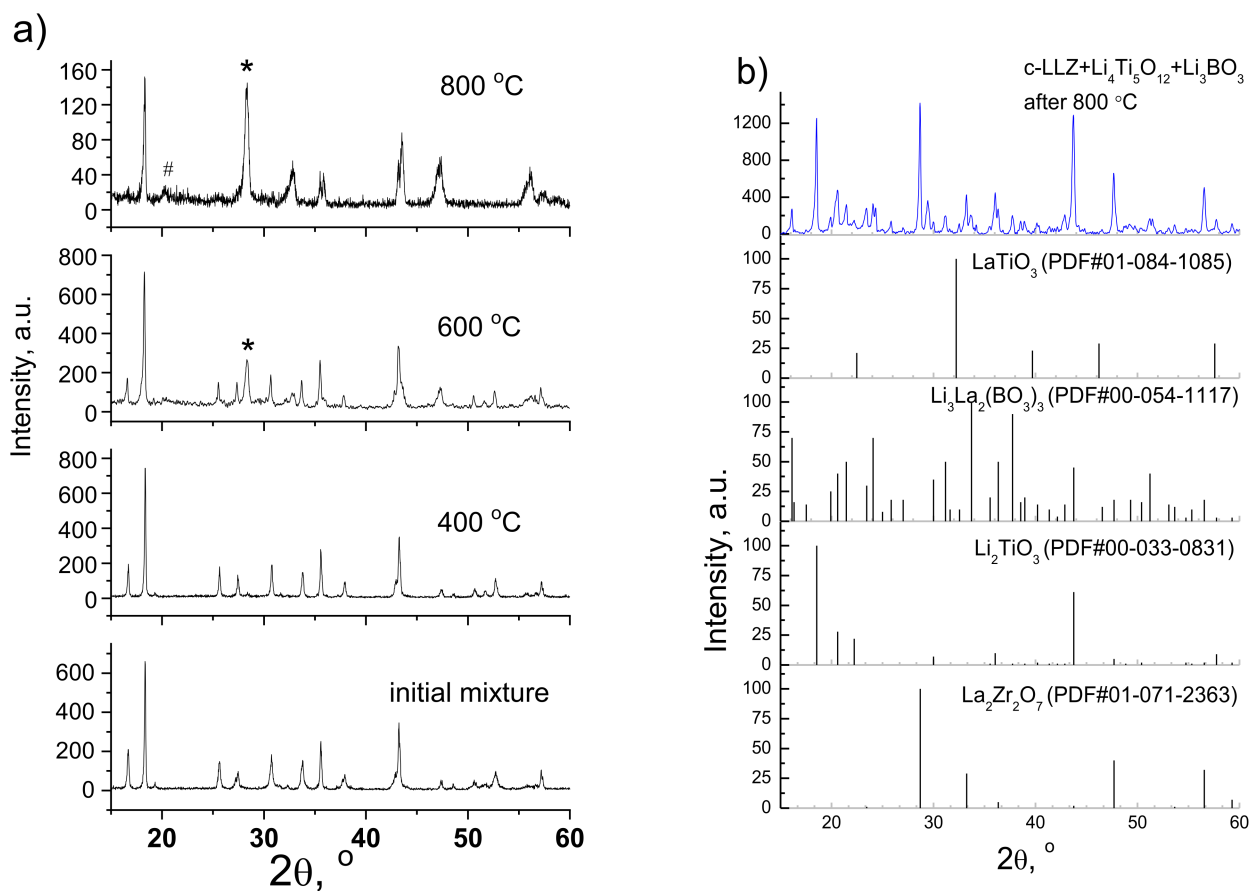 a)
Intensity, a.u.
160
120
80
40
0
*
#
800 °C
800
600
400
200
0
*
600 °C
800
600
400
200
0
400 °C
600
400
200
0
initial mixture
20 30 40 50 60
2θ, °
b)
Intensity, a.u.
c-LLZ+Li₄Ti₅O₁₂+Li₃BO₃
after 800 °C
1200
800
400
0
LaTiO₃ (PDF#01-084-1085)
100
75
50
25
0
Li₃La₂(BO₃)₃ (PDF#00-054-1117)
100
75
50
25
0
Li₂TiO₃ (PDF#00-033-0831)
100
75
50
25
0
La₂Zr₂O₇ (PDF#01-071-2363)
100
75
50
25
0
20 30 40 50 60
2θ, °